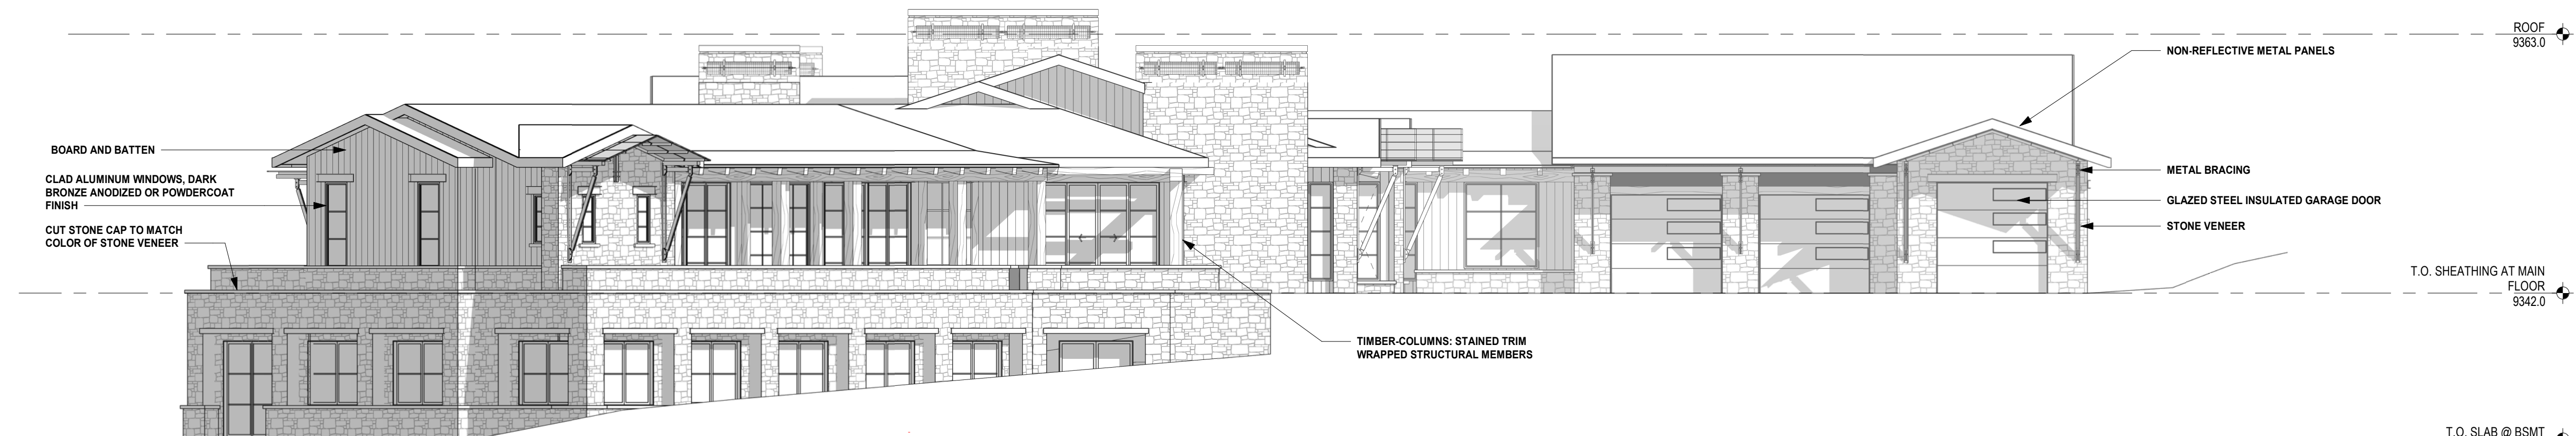 ROOF
9363.0
NON-REFLECTIVE METAL PANELS
BOARD AND BATTEN
METAL BRACING
CLAD ALUMINUM WINDOWS, DARK
BRONZE ANODIZED OR POWDERCOAT
FINISH
GLAZED STEEL INSULATED GARAGE DOOR
STONE VENEER
CUT STONE CAP TO MATCH
COLOR OF STONE VENEER
T.O. SHEATHING AT MAIN
FLOOR
9342.0
TIMBER-COLUMNS: STAINED TRIM
WRAPPED STRUCTURAL MEMBERS
T.O. SLAB @ BSMT